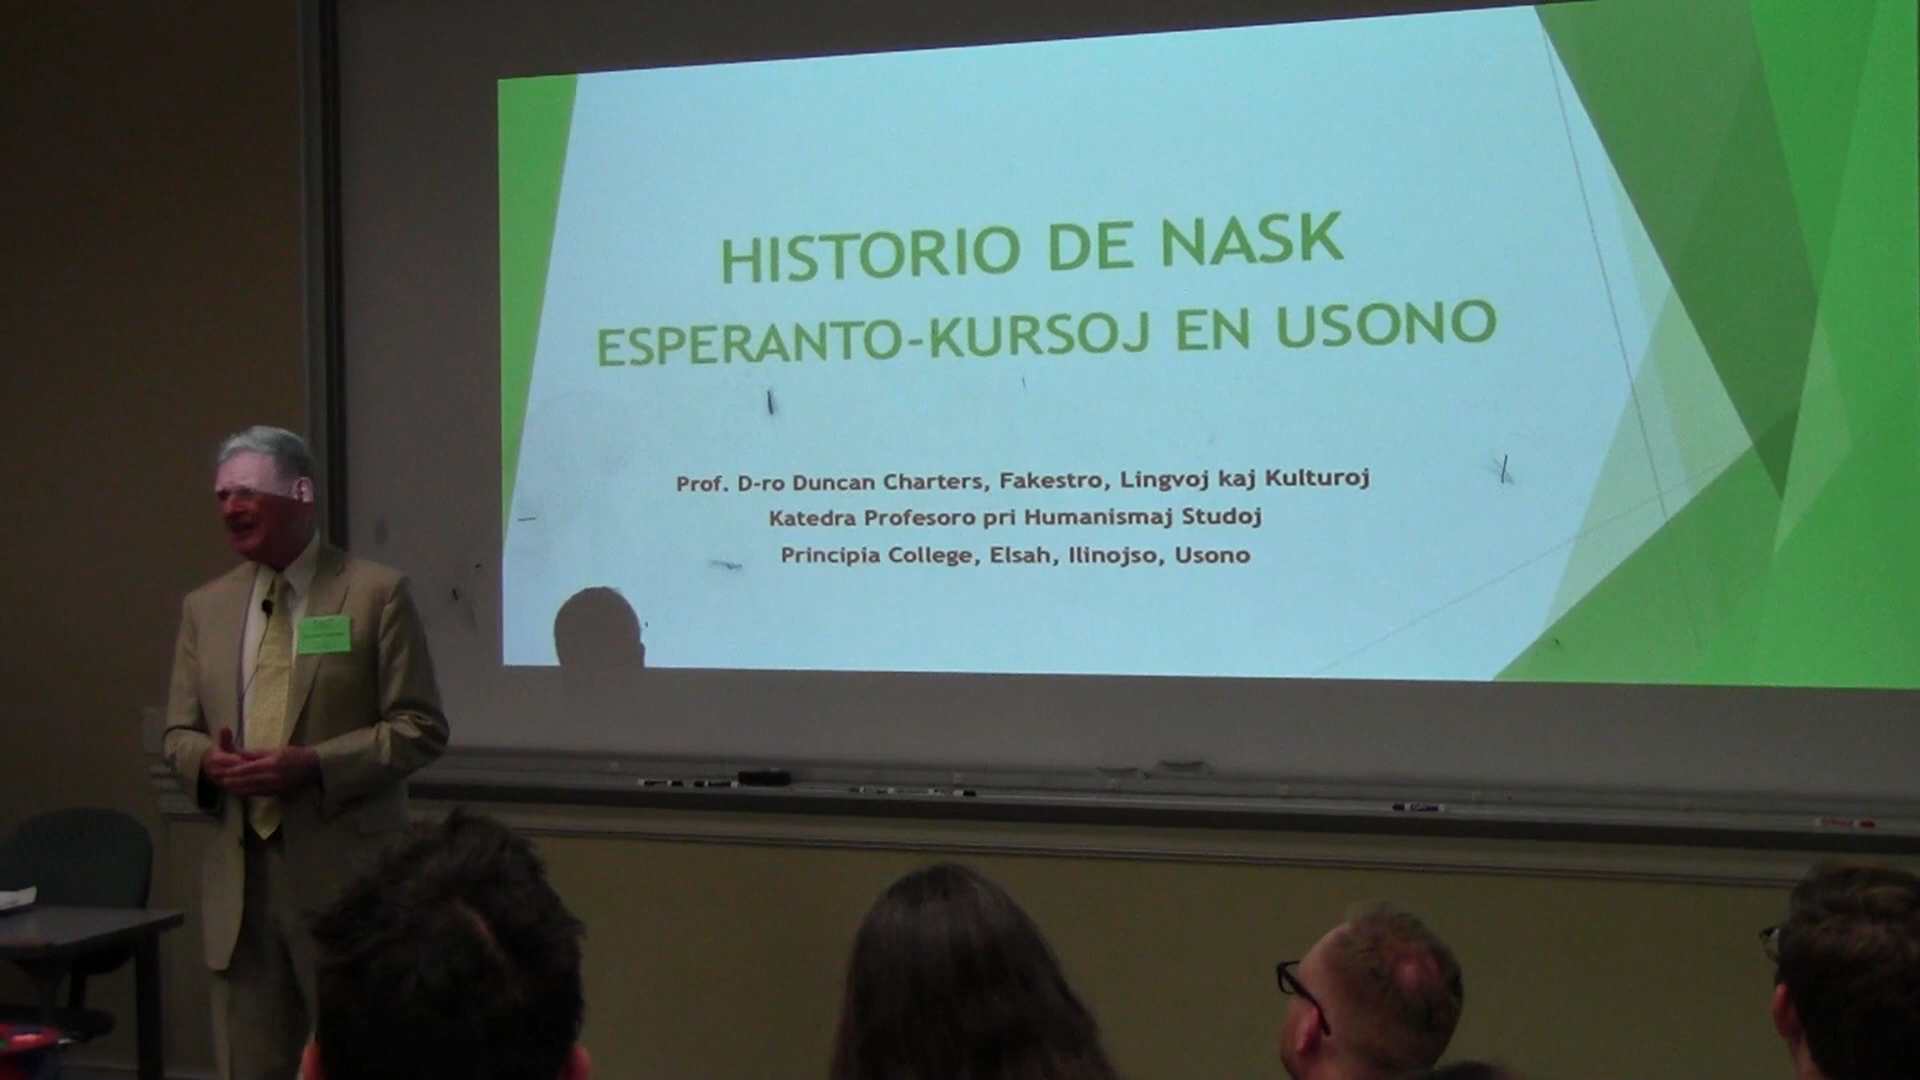 HISTORIO DE NASK
ESPERANTO-KURSOJ EN USONO
Prof. D-ro Duncan Charters, Fakestro, Lingvoj kaj Kulturoj
Katedra Profesoro pri Humanismaj Studoj
Principia College, Elsah, Ilinojso, Usono